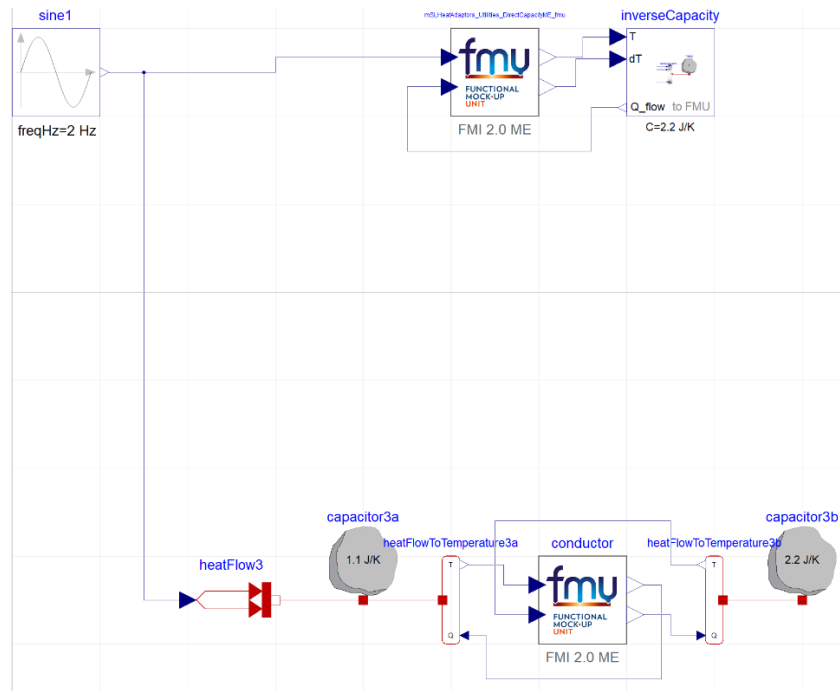 sine1
mSLHeatAdaptors_Utilities_DirectCapacityME_fmu
inverseCapacity
T
dT
fmu
FUNCTIONAL
MOCK-UP
UNIT
Q_flow to FMU
freqHz=2 Hz
FMI 2.0 ME
C=2.2 J/K
capacitor3a
capacitor3b
heatFlowToTemperature3a
conductor
heatFlowToTemperature3b
heatFlow3
1.1 J/K
T
fmu
T
2.2 J/K
FUNCTIONAL
MOCK-UP
UNIT
Q
Q
FMI 2.0 ME